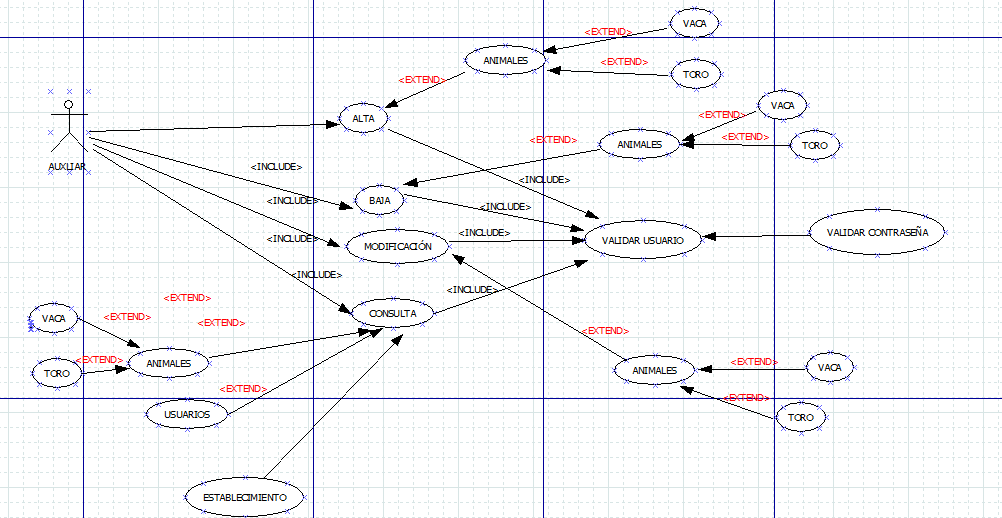 VACA
<EXTEND>
ANIMALES
<EXTEND>
TORO
<EXTEND>
VACA
ALTA
<EXTEND>
<EXTEND>
ANIMALES
<EXTEND>
TORO
AUXLIAR
<INCLUDE>
<INCLUDE>
BAJA
<INCLUDE>
<INCLUDE>
<INCLUDE>
MODIFICACIÓN
<INCLUDE>
VALIDAR USUARIO
VALIDAR CONTRASEÑA
<INCLUDE>
<INCLUDE>
<EXTEND>
VACA
<EXTEND>
<EXTEND>
CONSULTA
<EXTEND>
<EXTEND>
ANIMALES
TORO
<EXTEND>
USUARIOS
ANIMALES
<EXTEND>
VACA
<EXTEND>
TORO
ESTABLECIMIENTO